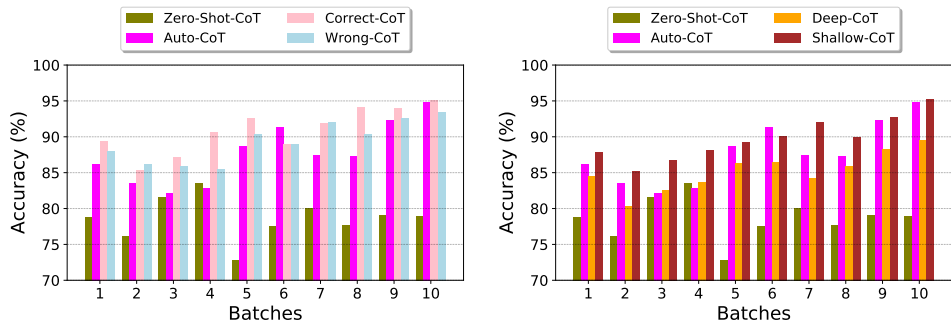 Zero-Shot-CoT Correct-CoT
Auto-CoT Wrong-CoT
100
95
90
85
80
75
70
Accuracy (%)
1 2 3 4 5 6 7 8 9 10
Batches
Zero-Shot-CoT Deep-CoT
Auto-CoT Shallow-CoT
100
95
90
85
80
75
70
Accuracy (%)
1 2 3 4 5 6 7 8 9 10
Batches